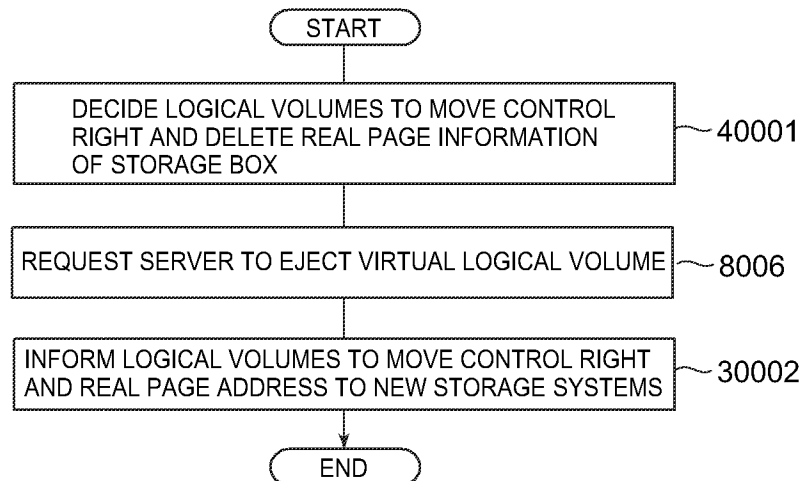 START
DECIDE LOGICAL VOLUMES TO MOVE CONTROL
RIGHT AND DELETE REAL PAGE INFORMATION
OF STORAGE BOX
40001
REQUEST SERVER TO EJECT VIRTUAL LOGICAL VOLUME
8006
INFORM LOGICAL VOLUMES TO MOVE CONTROL RIGHT
AND REAL PAGE ADDRESS TO NEW STORAGE SYSTEMS
30002
END